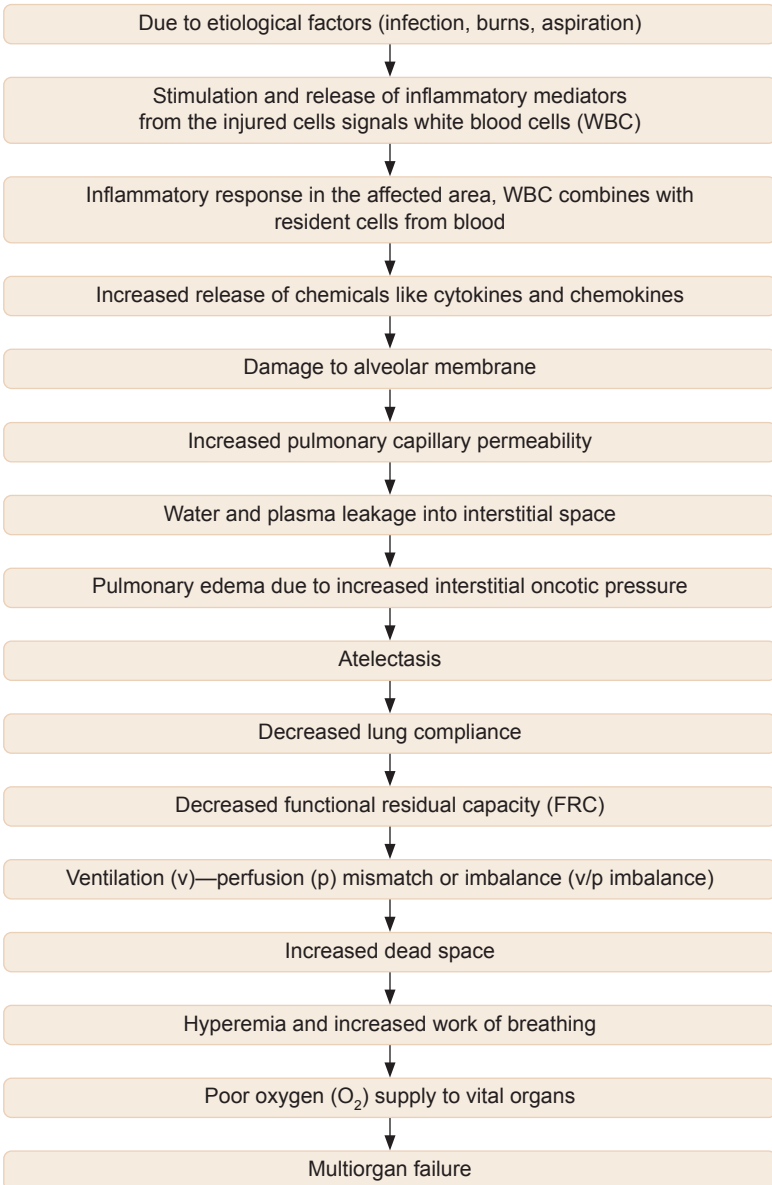 Due to etiological factors (infection, burns, aspiration)
Stimulation and release of inflammatory mediators
from the injured cells signals white blood cells (WBC)
Inflammatory response in the affected area, WBC combines with
resident cells from blood
Increased release of chemicals like cytokines and chemokines
Damage to alveolar membrane
Increased pulmonary capillary permeability
Water and plasma leakage into interstitial space
Pulmonary edema due to increased interstitial oncotic pressure
Atelectasis
Decreased lung compliance
Decreased functional residual capacity (FRC)
Ventilation (v)—perfusion (p) mismatch or imbalance (v/p imbalance)
Increased dead space
Hyperemia and increased work of breathing
Poor oxygen (O₂) supply to vital organs
Multiorgan failure